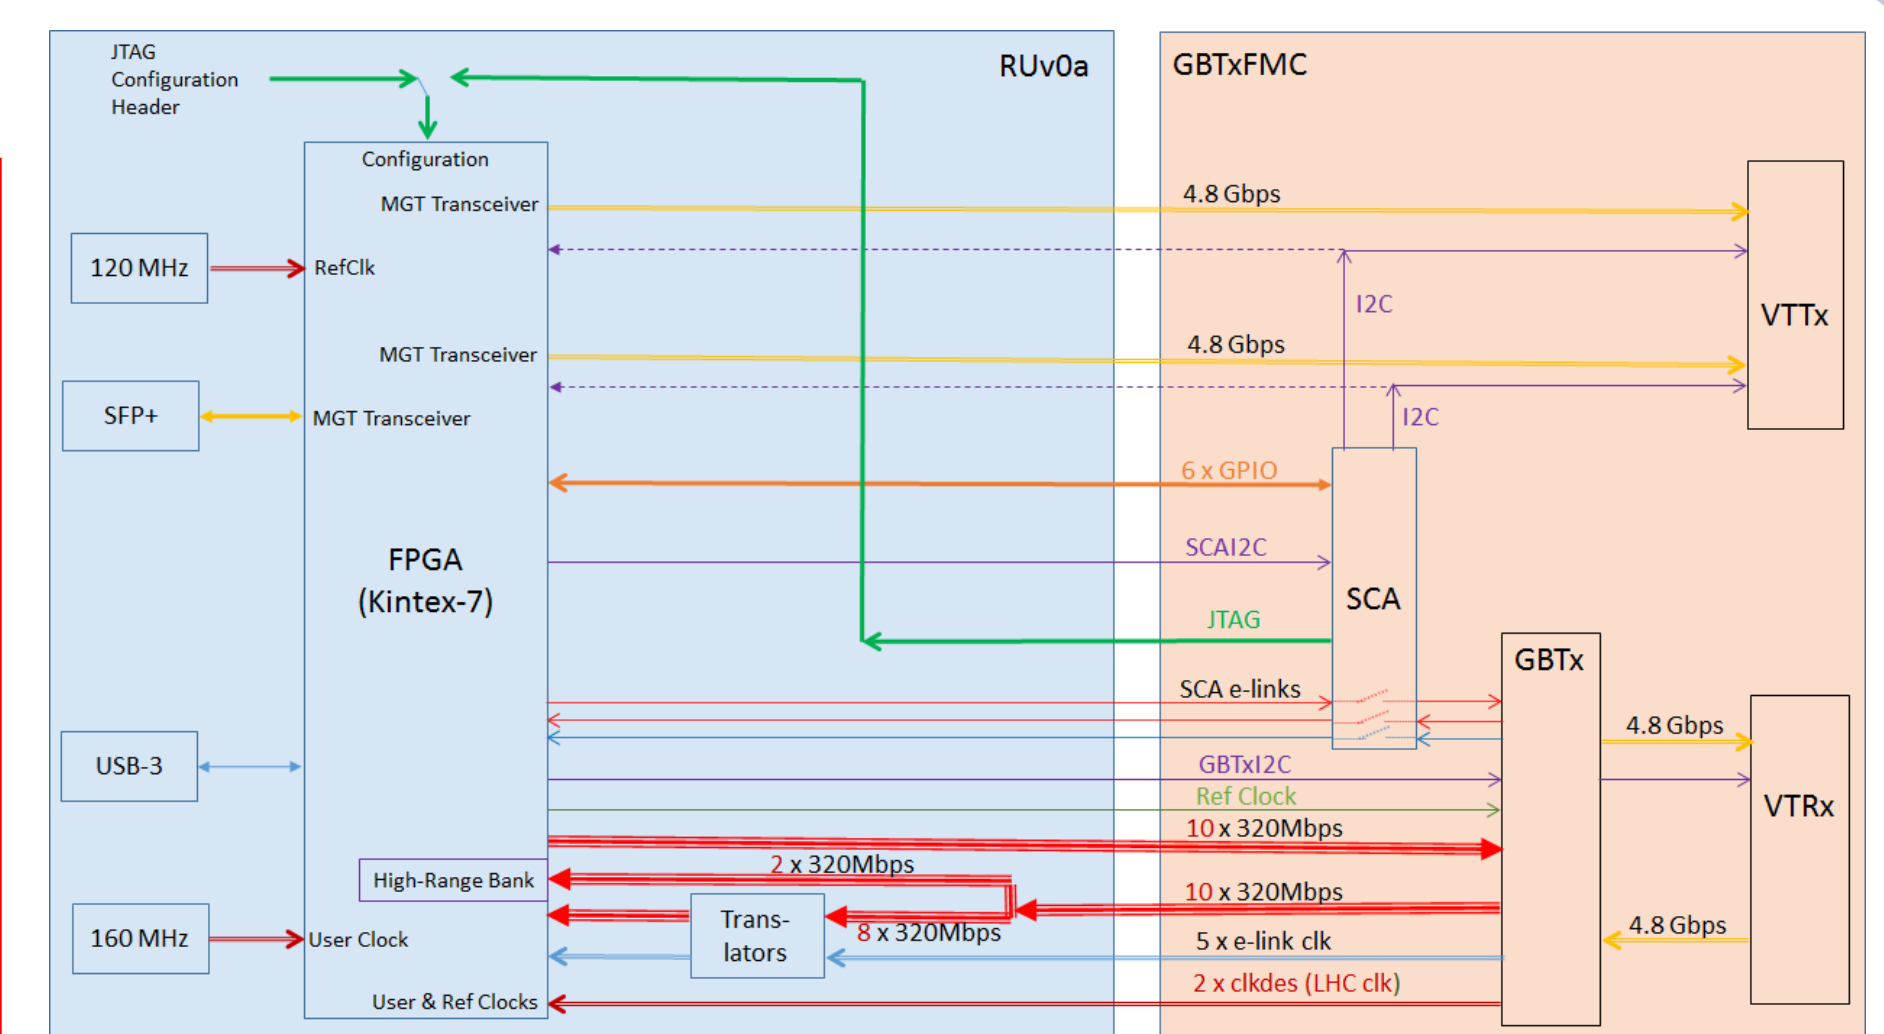 JTAG
Configuration
Header
RUv0a
GBTxFMC
Configuration
MGT Transceiver
4.8 Gbps
120 MHz
RefClk
I2C
VTTx
MGT Transceiver
4.8 Gbps
SFP+
MGT Transceiver
I2C
6 x GPIO
FPGA
(Kintex-7)
SCAI2C
SCA
JTAG
GBTx
SCA e-links
4.8 Gbps
USB-3
GBTxI2C
Ref Clock
VTRx
10 x 320Mbps
2 x 320Mbps
High-Range Bank
10 x 320Mbps
Trans-
lators
8 x 320Mbps
4.8 Gbps
160 MHz
User Clock
5 x e-link clk
2 x clkdes (LHC clk)
User & Ref Clocks